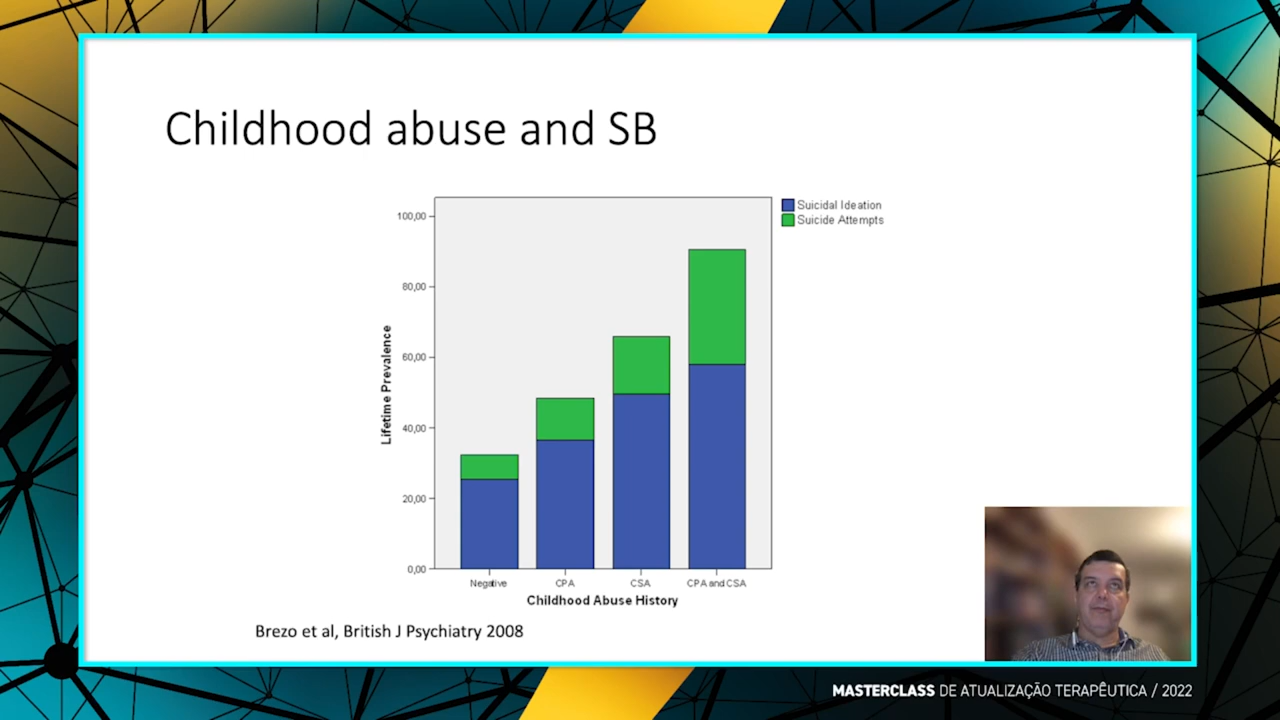 Childhood abuse and SB
Suicidal Ideation
Suicide Attempts
100,00
80,00
60,00
40,00
20,00
0,00
Lifetime Prevalence
Negative
CPA
CSA
CPA and CSA
Childhood Abuse History
Brezo et al, British J Psychiatry 2008
MASTERCLASS DE ATUALIZAÇÃO TERAPÊUTICA / 2022